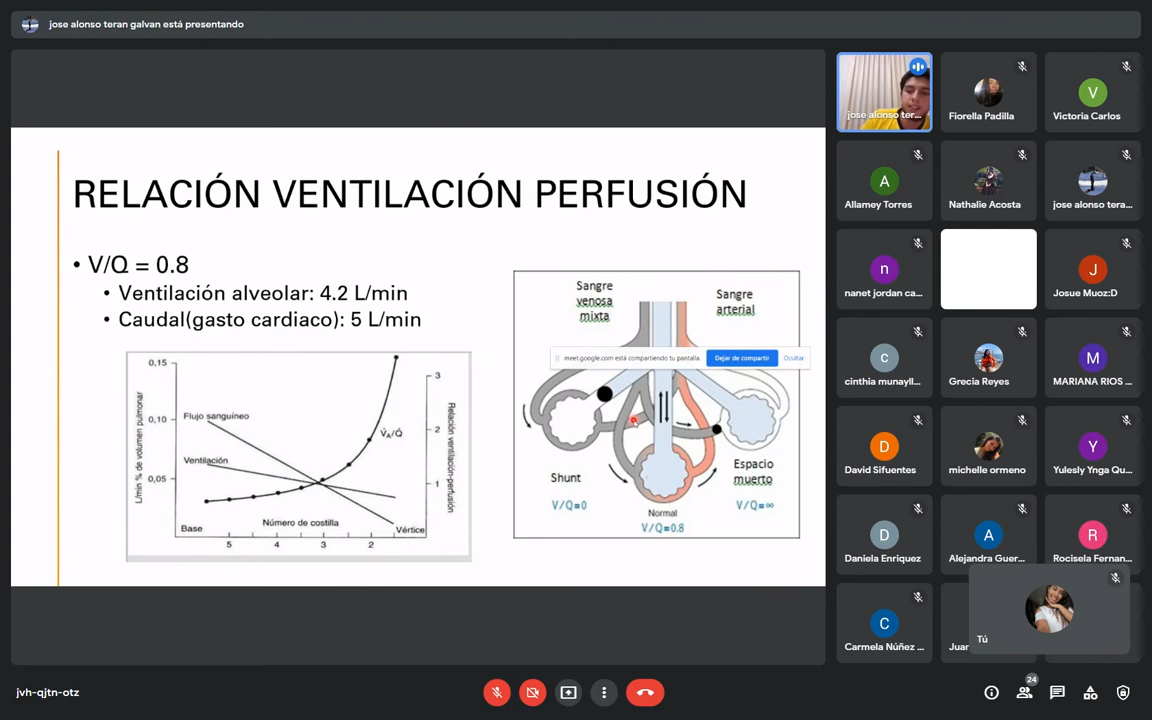 jose alonso teran galvan está presentando
RELACIÓN VENTILACIÓN PERFUSIÓN
• V/Q = 0.8
• Ventilación alveolar: 4.2 L/min
• Caudal(gasto cardiaco): 5 L/min
L/min % de volumen pulmonar
0,15
0,10
0,05
Flujo sanguíneo
Ventilación
V̇A/Q̇
3
2
1
Relación ventilación-perfusión
Base
Número de costilla
Vértice
5 4 3 2
Sangre
venosa
mixta
Sangre
arterial
meet.google.com está compartiendo tu pantalla.
Dejar de compartir
Ocultar
Shunt
V/Q=0
Normal
V/Q=0.8
Espacio
muerto
V/Q=∞
jose alonso ter...
Fiorella Padilla
V
Victoria Carlos
A
Allamey Torres
Nathalie Acosta
jose alonso tera...
n
nanet jordan ca...
J
Josue Muoz:D
c
cinthia munayll...
Grecia Reyes
M
MARIANA RIOS ...
D
David Sifuentes
michelle ormeno
Y
Yulesly Ynga Qu...
D
Daniela Enriquez
A
Alejandra Guer...
R
Rocisela Fernan...
C
Carmela Núñez ...
Juar
Tú
jvh-qjtn-otz
24